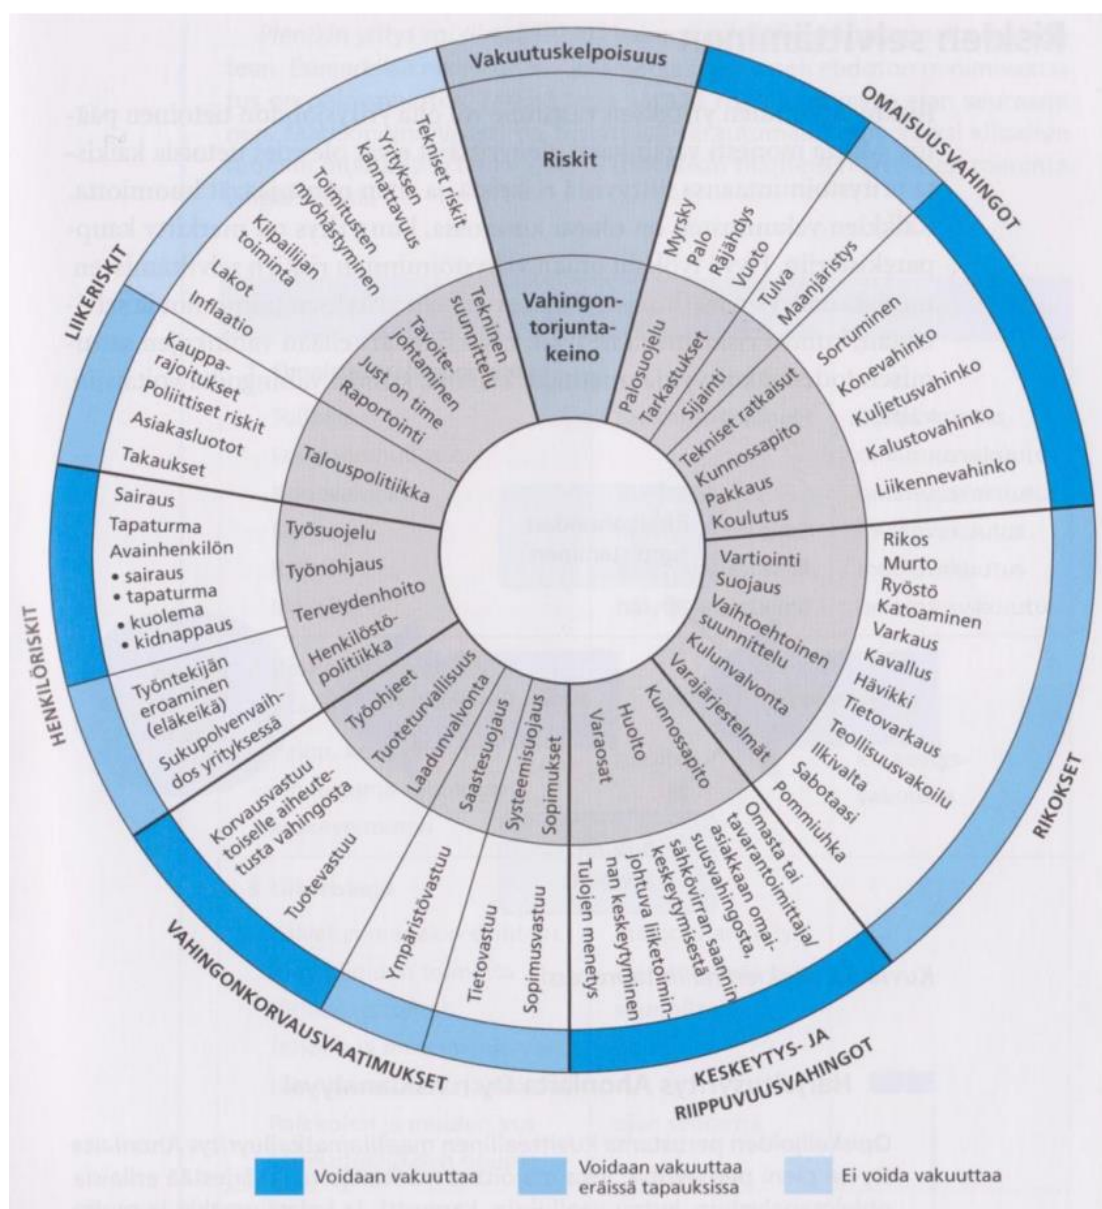 Vakuutuskelpoisuus
Riskit
Vahingon-
torjunta-
keino
OMAISUUSVAHINGOT
Myrsky
Palo
Räjähdys
Vuoto
Tulva
Maanjäristys
Sortuminen
Konevahinko
Kuljetusvahinko
Kalustovahinko
Liikennevahinko
Palosuojelu
Tarkastukset
Sijainti
Tekniset ratkaisut
Kunnossapito
Pakkaus
Koulutus
RIKOKSET
Rikos
Murto
Ryöstö
Katoaminen
Varkaus
Kavallus
Hävikki
Tietovarkaus
Teollisuusvakoilu
Ilkivalta
Sabotaasi
Pommiuhka
Vartiointi
Suojaus
Vaihtoehtoinen
suunnittelu
Kulunvalvonta
Varajärjestelmät
KESKEYTYS- JA
RIIPPUVUUSVAHINGOT
Omasta tai
tavarantoimittaja/
asiakkaan omai-
suusvahingosta,
sähkövirran saannin
keskeytymisestä
johtuva liiketoimin-
nan keskeytyminen
Tulojen menetys
Kunnossapito
Huolto
Varaosat
VAHINGONKORVAUSVAATIMUKSET
Sopimusvastuu
Tietovastuu
Ympäristövastuu
Tuotevastuu
Korvausvastuu
toiselle aiheute-
tusta vahingosta
Sopimukset
Systeemisuojaus
Saastesuojaus
Laadunvalvonta
Tuoteturvallisuus
Työohjeet
HENKILÖRISKIT
Sairaus
Tapaturma
Avainhenkilön
• sairaus
• tapaturma
• kuolema
• kidnappaus
Työntekijän
eroaminen
(eläkeikä)
Sukupolvenvaih-
dos yrityksessä
Työsuojelu
Työnohjaus
Terveydenhoito
Henkilöstö-
politiikka
LIIKERISKIT
Tekniset riskit
Yrityksen
kannattavuus
Toimitusten
myöhästyminen
Kilpailijan
toiminta
Lakot
Inflaatio
Kauppa-
rajoitukset
Poliittiset riskit
Asiakasluotot
Takaukset
Tekninen
suunnittelu
Tavoite-
johtaminen
Just on time
Raportointi
Talouspolitiikka
Voidaan vakuuttaa
Voidaan vakuuttaa
eräissä tapauksissa
Ei voida vakuuttaa